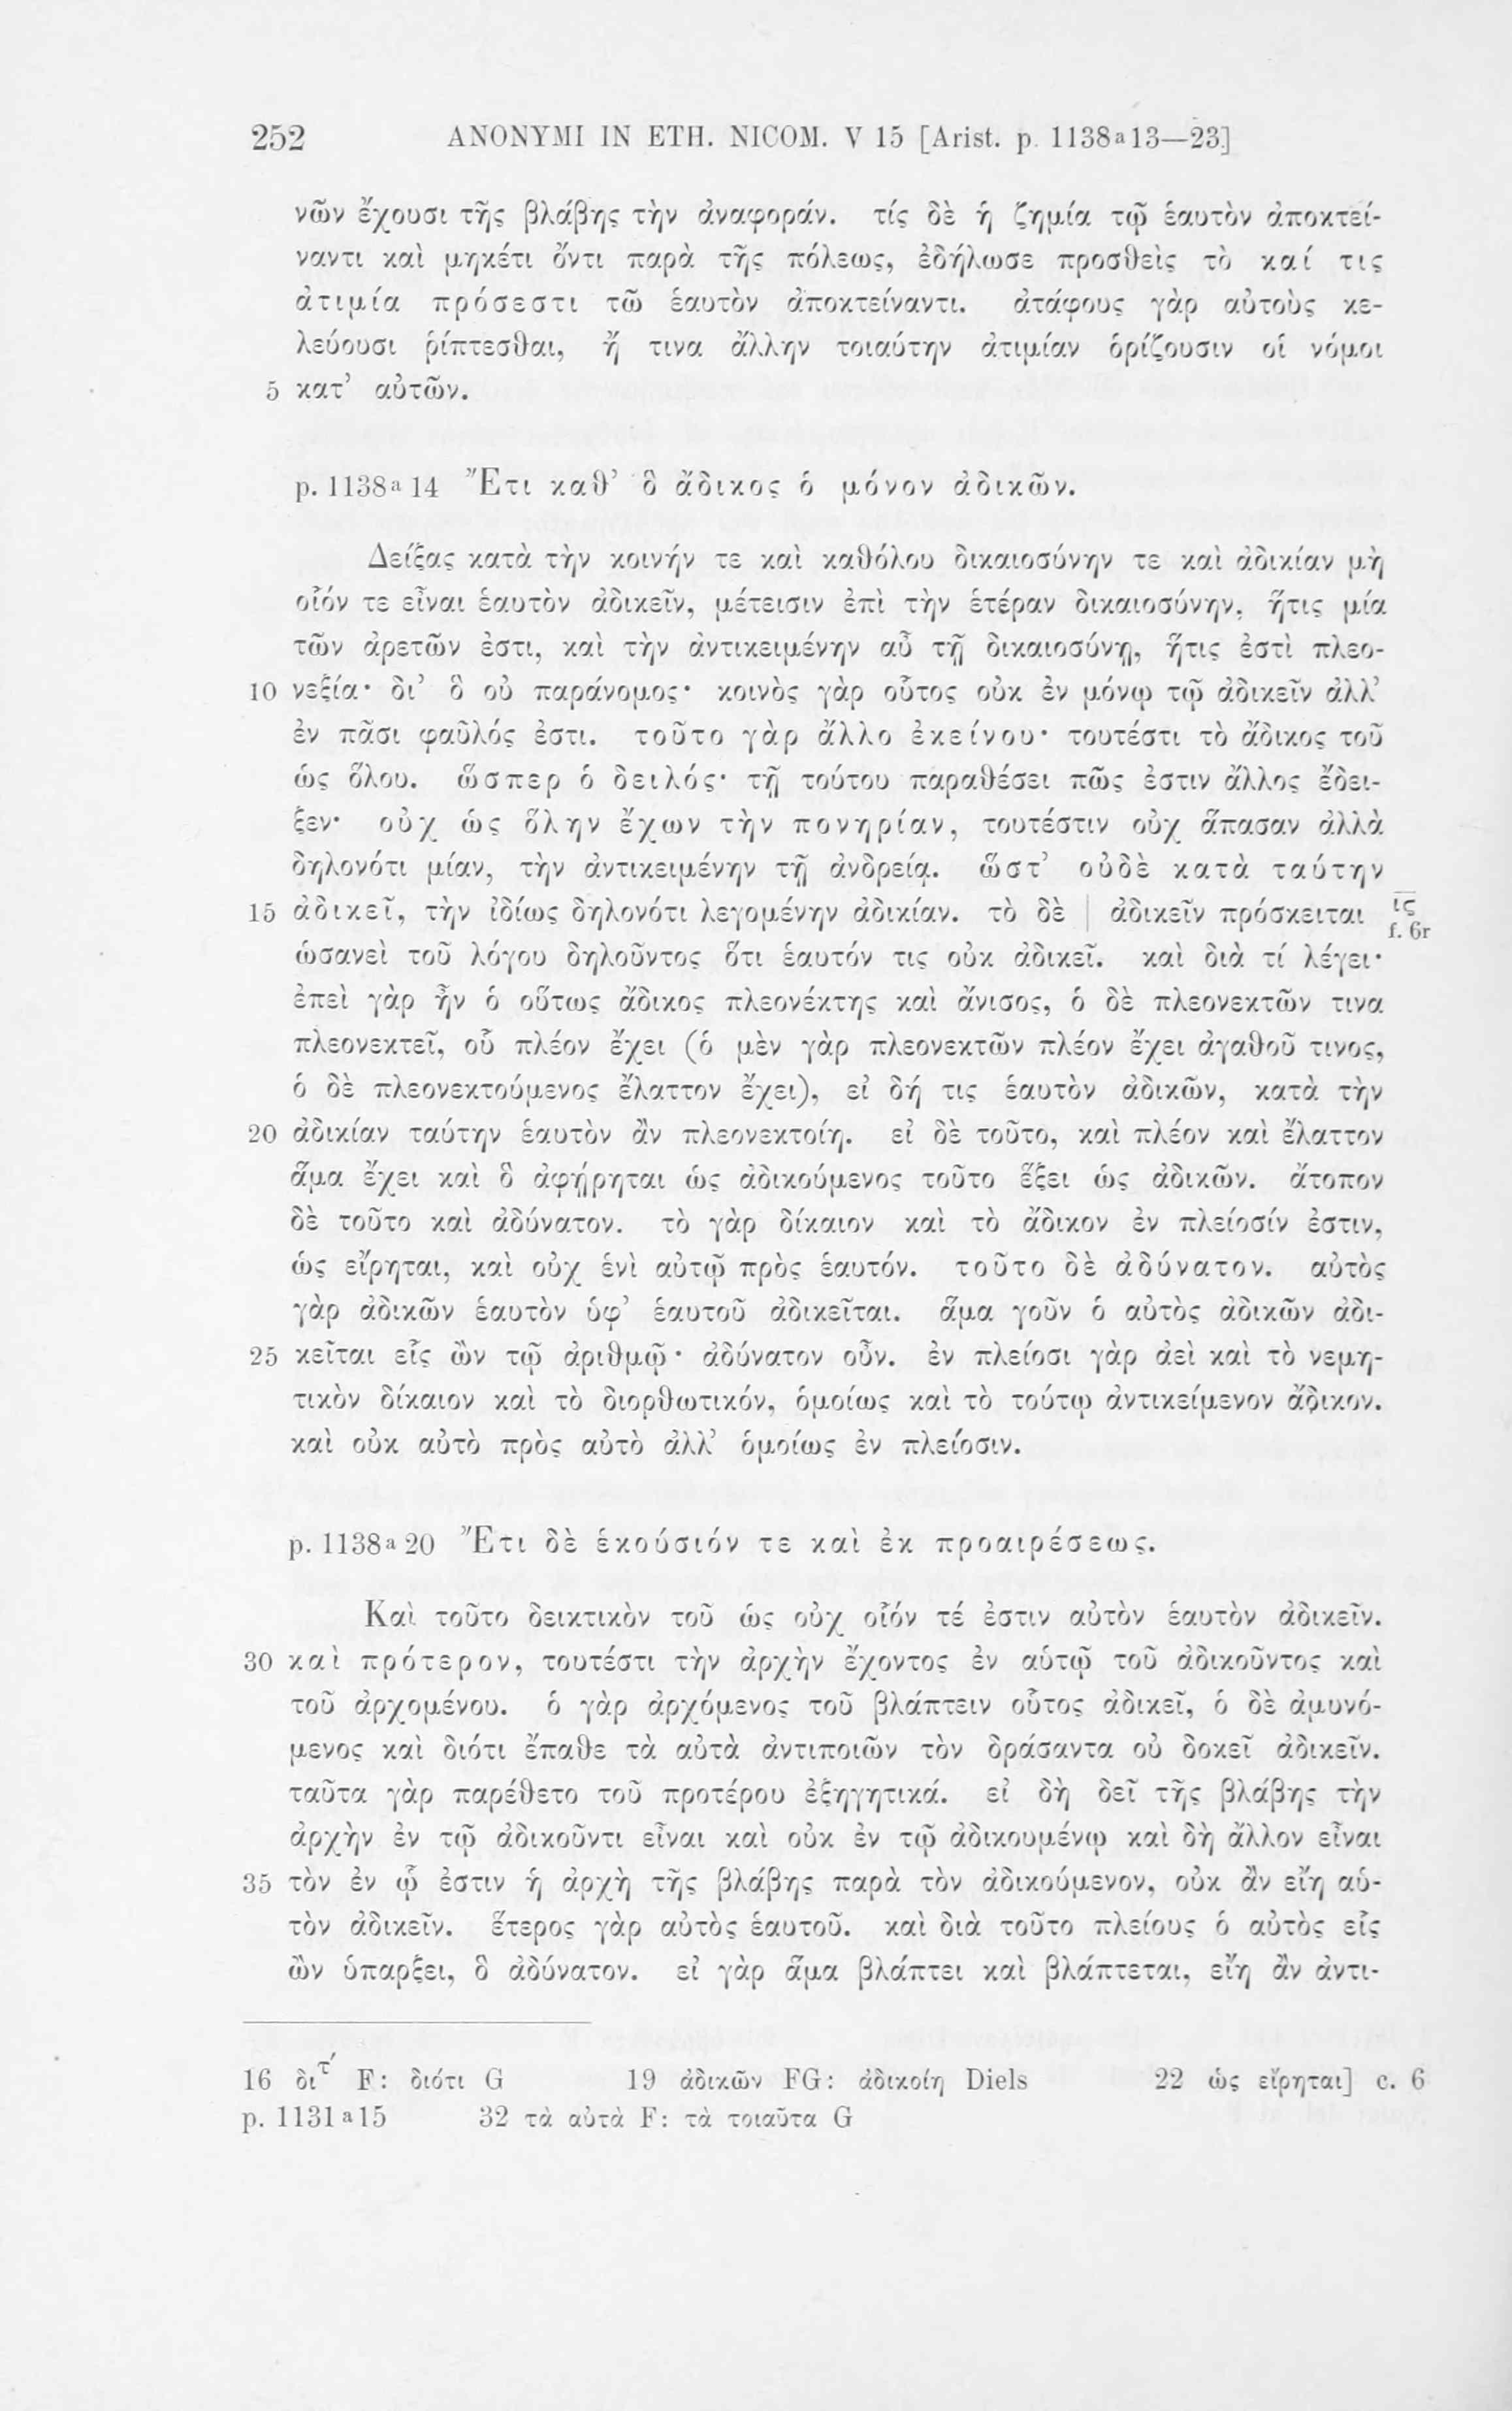 252 ANONYMI IN ETH. NICOM. V 15 [Arist. p. 1138ª13—23]
νῶν ἔχουσι τῆς βλάβης τὴν ἀναφοράν. τίς δὲ ἡ ζημία τῷ ἑαυτὸν ἀποκτεί-
ναντι καὶ μηκέτι ὄντι παρὰ τῆς πόλεως, ἐδήλωσε προσθεὶς τὸ καί τις
ἀτιμία πρόσεστι τῶ ἑαυτὸν ἀποκτείναντι. ἀτάφους γὰρ αὐτοὺς κε-
λεύουσι ῥίπτεσθαι, ἤ τινα ἄλλην τοιαύτην ἀτιμίαν ὁρίζουσιν οἱ νόμοι
5 κατ’ αὐτῶν.
p. 1138ª 14 Ἔτι καθ’ ὃ ἄδικος ὁ μόνον ἀδικῶν.
Δείξας κατὰ τὴν κοινήν τε καὶ καθόλου δικαιοσύνην τε καὶ ἀδικίαν μὴ
οἷόν τε εἶναι ἑαυτὸν ἀδικεῖν, μέτεισιν ἐπὶ τὴν ἑτέραν δικαιοσύνην, ἥτις μία
τῶν ἀρετῶν ἐστι, καὶ τὴν ἀντικειμένην αὖ τῇ δικαιοσύνῃ, ἥτις ἐστὶ πλεο-
10 νεξία· δι’ ὃ οὐ παράνομος· κοινὸς γὰρ οὗτος οὐκ ἐν μόνῳ τῷ ἀδικεῖν ἀλλ’
ἐν πᾶσι φαῦλός ἐστι. τοῦτο γὰρ ἄλλο ἐκείνου· τουτέστι τὸ ἄδικος τοῦ
ὡς ὅλου. ὥσπερ ὁ δειλός· τῇ τούτου παραθέσει πῶς ἐστιν ἄλλος ἔδει-
ξεν· οὐχ ὡς ὅλην ἔχων τὴν πονηρίαν, τουτέστιν οὐχ ἅπασαν ἀλλὰ
δηλονότι μίαν, τὴν ἀντικειμένην τῇ ἀνδρείᾳ. ὥστ’ οὐδὲ κατὰ ταύτην
15 ἀδικεῖ, τὴν ἰδίως δηλονότι λεγομένην ἀδικίαν. τὸ δὲ | ἀδικεῖν πρόσκειται ις f. 6r
ὡσανεὶ τοῦ λόγου δηλοῦντος ὅτι ἑαυτόν τις οὐκ ἀδικεῖ. καὶ διὰ τί λέγει·
ἐπεὶ γὰρ ἦν ὁ οὕτως ἄδικος πλεονέκτης καὶ ἄνισος, ὁ δὲ πλεονεκτῶν τινα
πλεονεκτεῖ, οὗ πλέον ἔχει (ὁ μὲν γὰρ πλεονεκτῶν πλέον ἔχει ἀγαθοῦ τινος,
ὁ δὲ πλεονεκτούμενος ἔλαττον ἔχει), εἰ δή τις ἑαυτὸν ἀδικῶν, κατὰ τὴν
20 ἀδικίαν ταύτην ἑαυτὸν ἂν πλεονεκτοίη. εἰ δὲ τοῦτο, καὶ πλέον καὶ ἔλαττον
ἅμα ἔχει καὶ ὃ ἀφῄρηται ὡς ἀδικούμενος τοῦτο ἕξει ὡς ἀδικῶν. ἄτοπον
δὲ τοῦτο καὶ ἀδύνατον. τὸ γὰρ δίκαιον καὶ τὸ ἄδικον ἐν πλείοσίν ἐστιν,
ὡς εἴρηται, καὶ οὐχ ἑνὶ αὐτῷ πρὸς ἑαυτόν. τοῦτο δὲ ἀδύνατον. αὐτὸς
γὰρ ἀδικῶν ἑαυτὸν ὑφ’ ἑαυτοῦ ἀδικεῖται. ἅμα γοῦν ὁ αὐτὸς ἀδικῶν ἀδι-
25 κεῖται εἷς ὢν τῷ ἀριθμῷ· ἀδύνατον οὖν. ἐν πλείοσι γὰρ ἀεὶ καὶ τὸ νεμη-
τικὸν δίκαιον καὶ τὸ διορθωτικόν, ὁμοίως καὶ τὸ τούτῳ ἀντικείμενον ἄδικον.
καὶ οὐκ αὐτὸ πρὸς αὐτὸ ἀλλ’ ὁμοίως ἐν πλείοσιν.
p. 1138ª 20 Ἔτι δὲ ἑκούσιόν τε καὶ ἐκ προαιρέσεως.
Καὶ τοῦτο δεικτικὸν τοῦ ὡς οὐχ οἷόν τέ ἐστιν αὐτὸν ἑαυτὸν ἀδικεῖν.
30 καὶ πρότερον, τουτέστι τὴν ἀρχὴν ἔχοντος ἐν αὑτῷ τοῦ ἀδικοῦντος καὶ
τοῦ ἀρχομένου. ὁ γὰρ ἀρχόμενος τοῦ βλάπτειν οὗτος ἀδικεῖ, ὁ δὲ ἀμυνό-
μενος καὶ διότι ἔπαθε τὰ αὐτὰ ἀντιποιῶν τὸν δράσαντα οὐ δοκεῖ ἀδικεῖν.
ταῦτα γὰρ παρέθετο τοῦ προτέρου ἐξηγητικά. εἰ δὴ δεῖ τῆς βλάβης τὴν
ἀρχὴν ἐν τῷ ἀδικοῦντι εἶναι καὶ οὐκ ἐν τῷ ἀδικουμένῳ καὶ δὴ ἄλλον εἶναι
35 τὸν ἐν ᾧ ἐστιν ἡ ἀρχὴ τῆς βλάβης παρὰ τὸν ἀδικούμενον, οὐκ ἂν εἴη αὑ-
τὸν ἀδικεῖν. ἕτερος γὰρ αὐτὸς ἑαυτοῦ. καὶ διὰ τοῦτο πλείους ὁ αὐτὸς εἷς
ὢν ὑπαρξει, ὃ ἀδύνατον. εἰ γὰρ ἅμα βλάπτει καὶ βλάπτεται, εἴη ἂν ἀντι-
16 διτ́ F: διότι G 19 ἀδικῶν FG: ἀδικοίη Diels 22 ὡς εἴρηται] c. 6
p. 1131ª15 32 τὰ αὐτὰ F: τὰ τοιαῦτα G